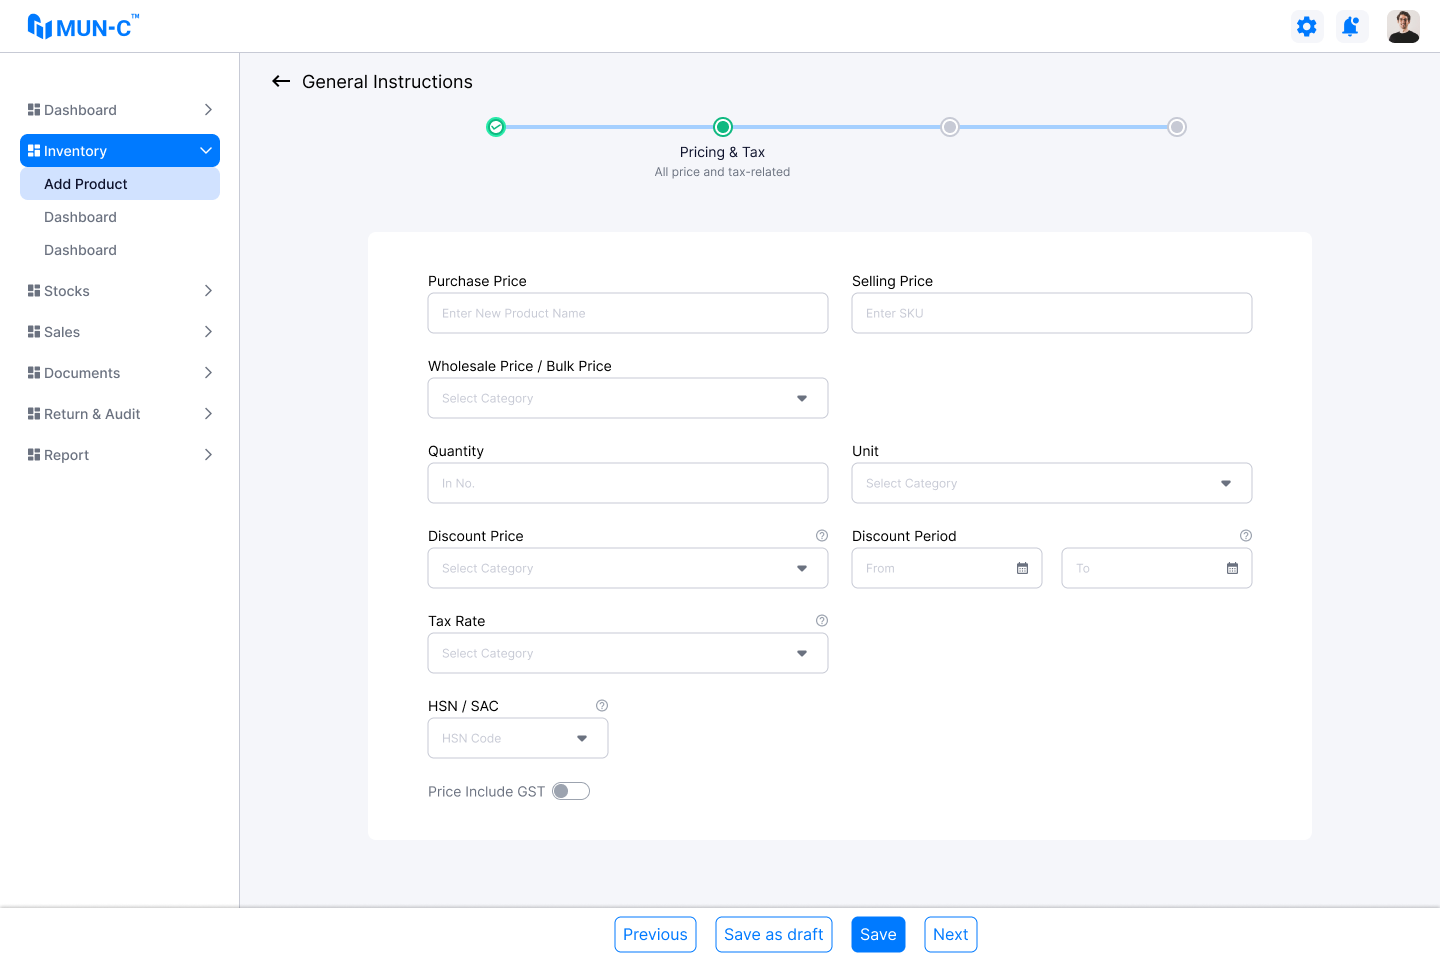 MUN-C™
General Instructions
Dashboard
Inventory
Add Product
Dashboard
Dashboard
Stocks
Sales
Documents
Return & Audit
Report
Pricing & Tax
All price and tax-related
Purchase Price
Enter New Product Name
Selling Price
Enter SKU
Wholesale Price / Bulk Price
Select Category
Quantity
In No.
Unit
Select Category
Discount Price
Select Category
Discount Period
From
To
Tax Rate
Select Category
HSN / SAC
HSN Code
Price Include GST
Previous
Save as draft
Save
Next